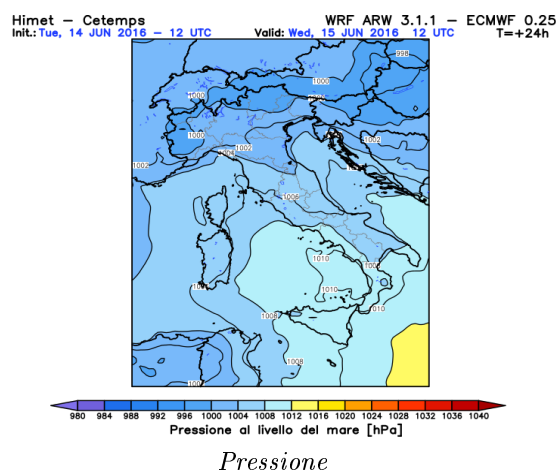 Himet – Cetemps WRF ARW 3.1.1 – ECMWF 0.25
Init.: Tue, 14 JUN 2016 – 12 UTC Valid: Wed, 15 JUN 2016 12 UTC T=+24h
998
1000
1000
1000
1002
1002
1002
1006
1010
1010
010
1008
1008
980 984 988 992 996 1000 1004 1008 1012 1016 1020 1024 1028 1032 1036 1040
Pressione al livello del mare [hPa]
Pressione